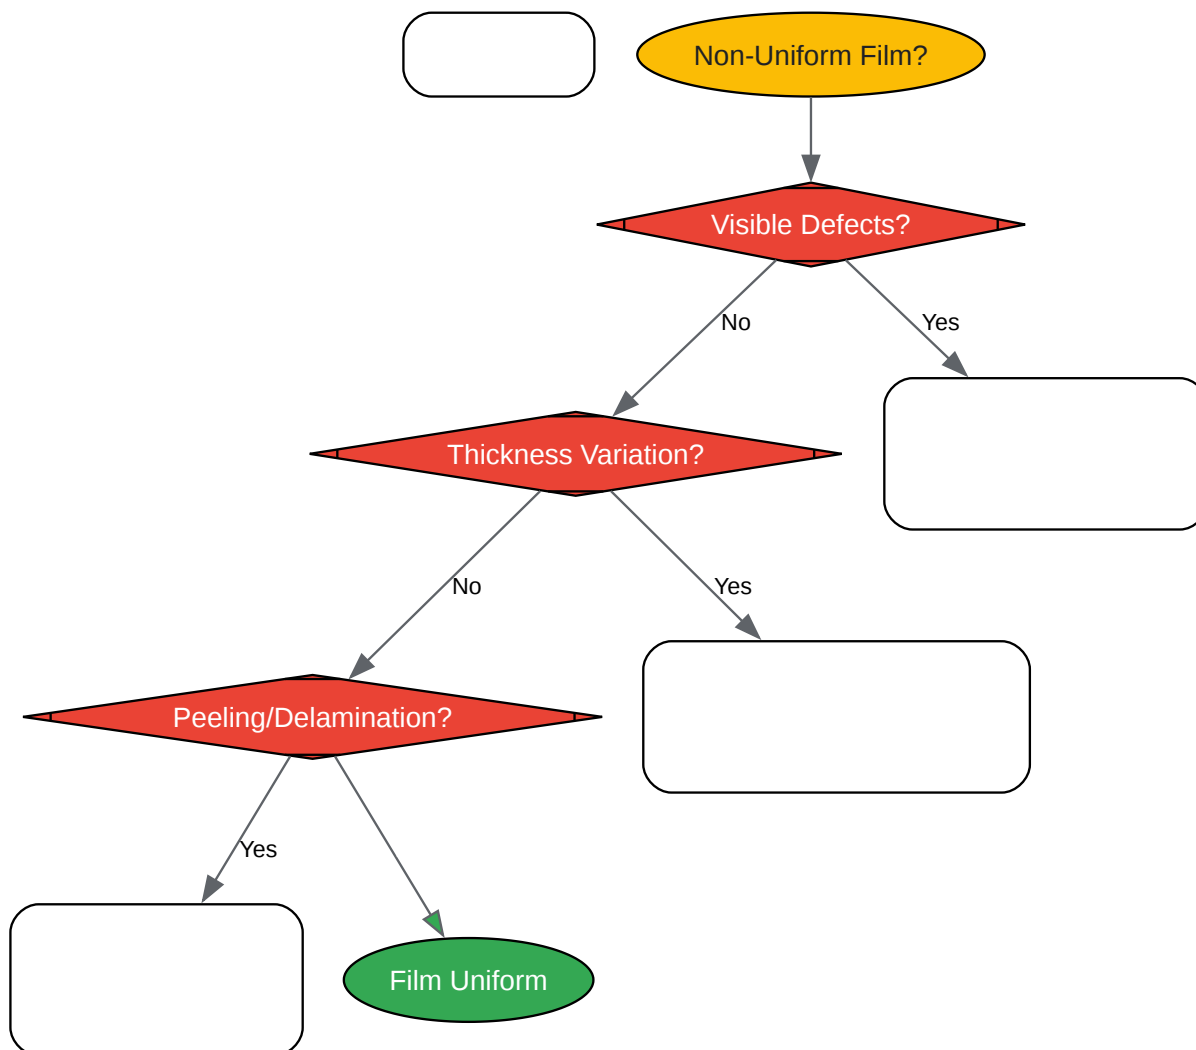 Non-Uniform Film?
Visible Defects?
No
Yes
Thickness Variation?
No
Yes
Peeling/Delamination?
Yes
Film Uniform